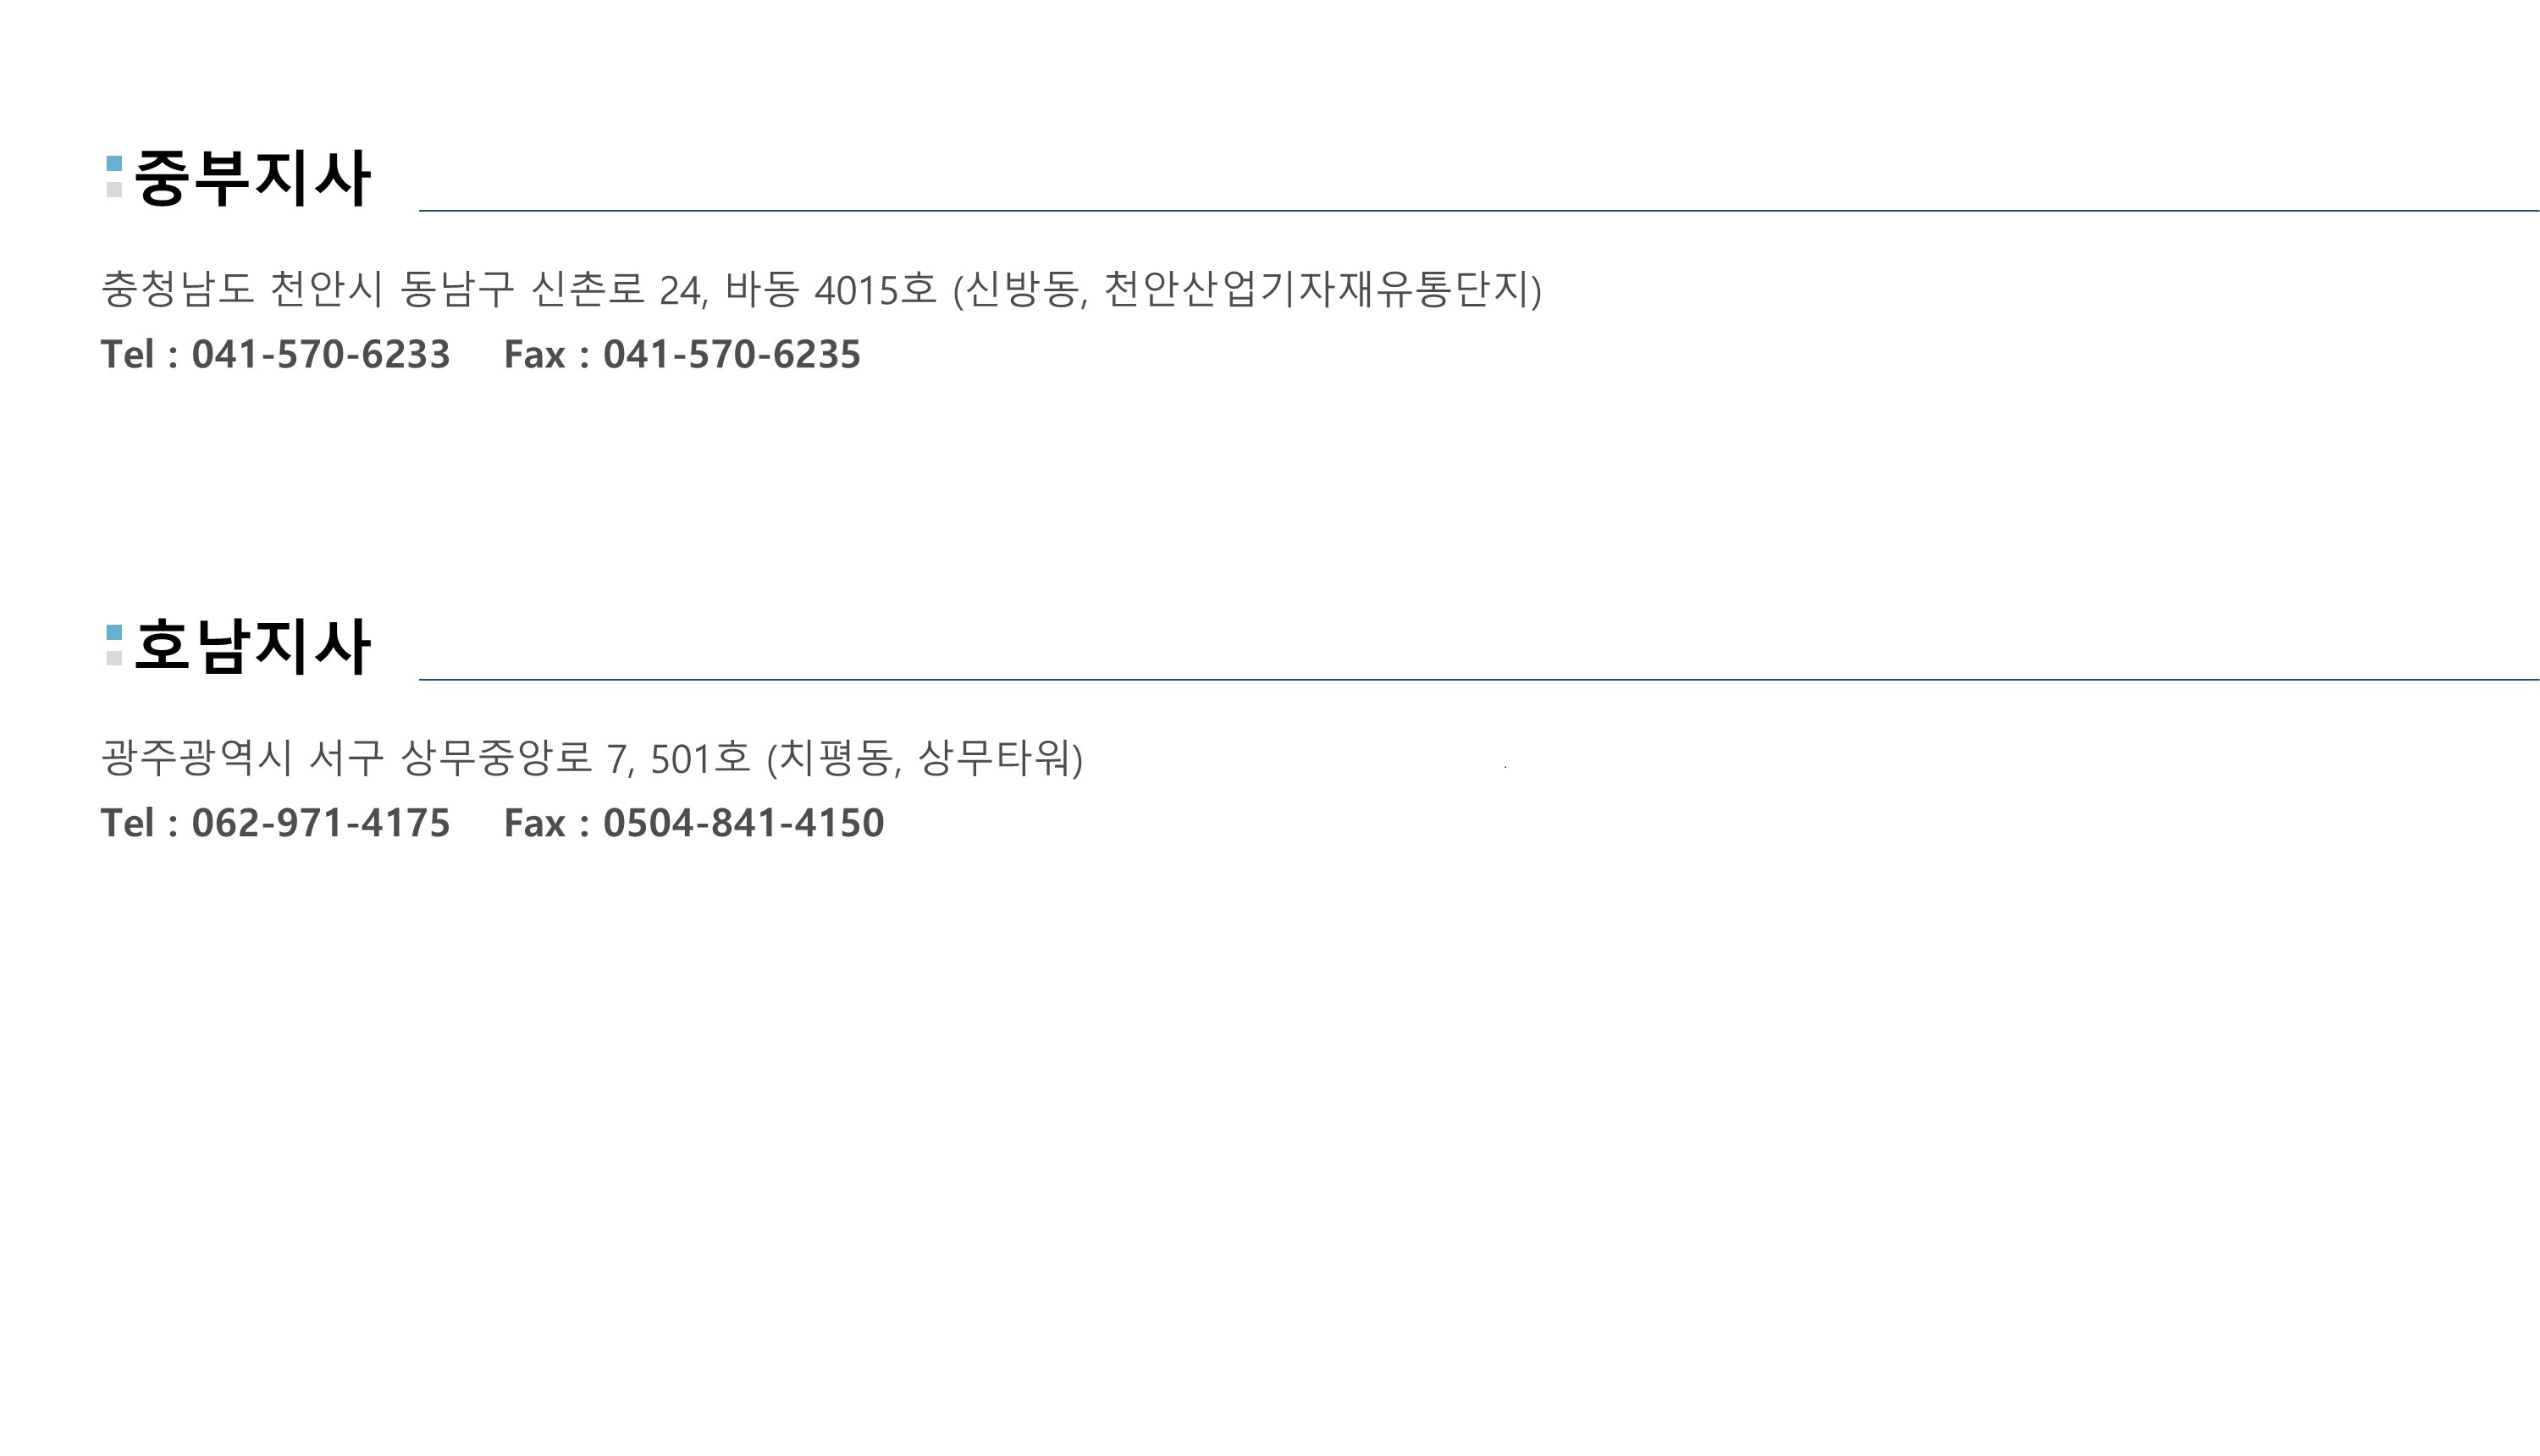 중부지사
충청남도 천안시 동남구 신촌로 24, 바동 4015호 (신방동, 천안산업기자재유통단지)
Tel : 041-570-6233 Fax : 041-570-6235
호남지사
광주광역시 서구 상무중앙로 7, 501호 (치평동, 상무타워)
Tel : 062-971-4175 Fax : 0504-841-4150